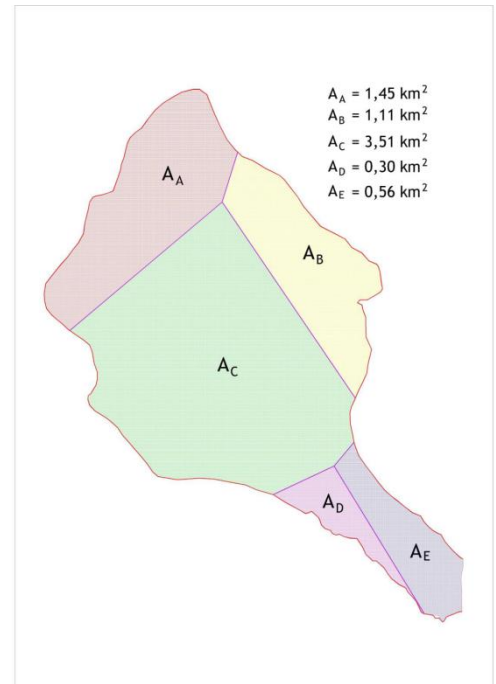 A_A = 1,45 km²
A_B = 1,11 km²
A_C = 3,51 km²
A_D = 0,30 km²
A_E = 0,56 km²
A_A
A_B
A_C
A_D
A_E